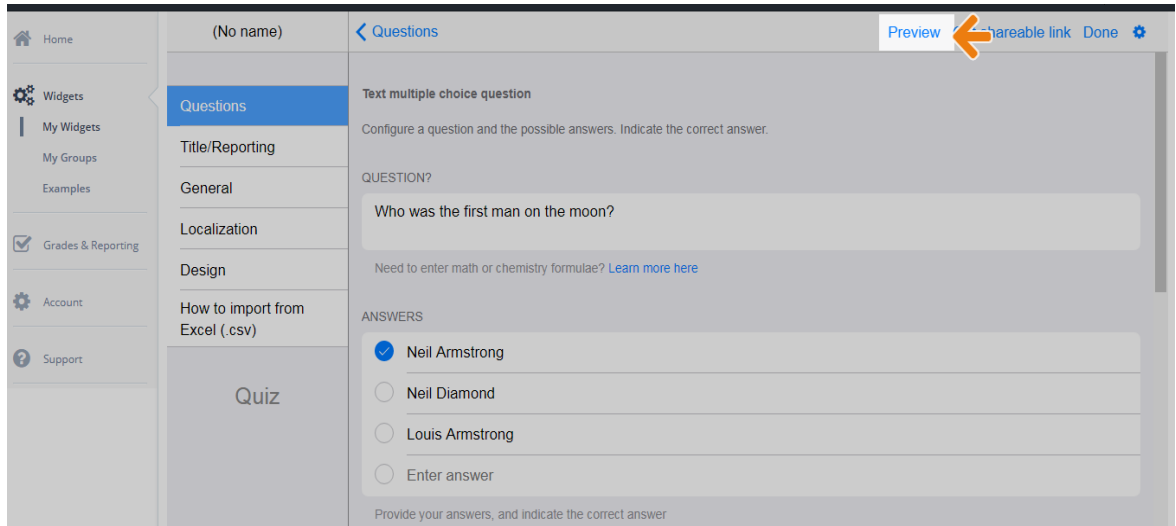 Home
Widgets
My Widgets
My Groups
Examples
Grades & Reporting
Account
Support
(No name)
Questions
Title/Reporting
General
Localization
Design
How to import from
Excel (.csv)
Quiz
Questions
Preview shareable link Done
Text multiple choice question
Configure a question and the possible answers. Indicate the correct answer.
QUESTION?
Who was the first man on the moon?
Need to enter math or chemistry formulae? Learn more here
ANSWERS
Neil Armstrong
Neil Diamond
Louis Armstrong
Enter answer
Provide your answers, and indicate the correct answer